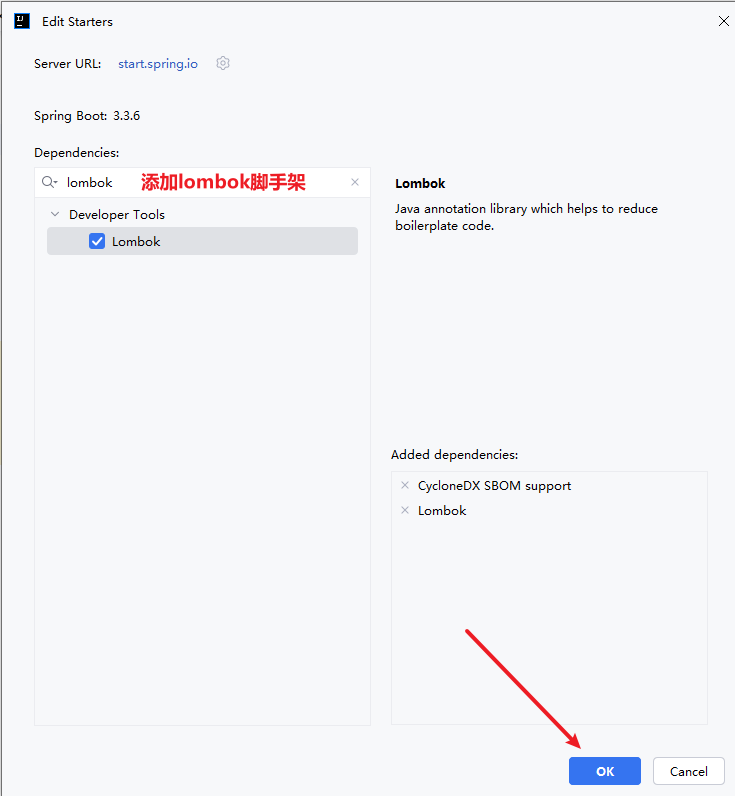 Edit Starters
Server URL: start.spring.io
Spring Boot: 3.3.6
Dependencies:
lombok 添加lombok脚手架
Developer Tools
Lombok
Lombok
Java annotation library which helps to reduce
boilerplate code.
Added dependencies:
CycloneDX SBOM support
Lombok
OK
Cancel